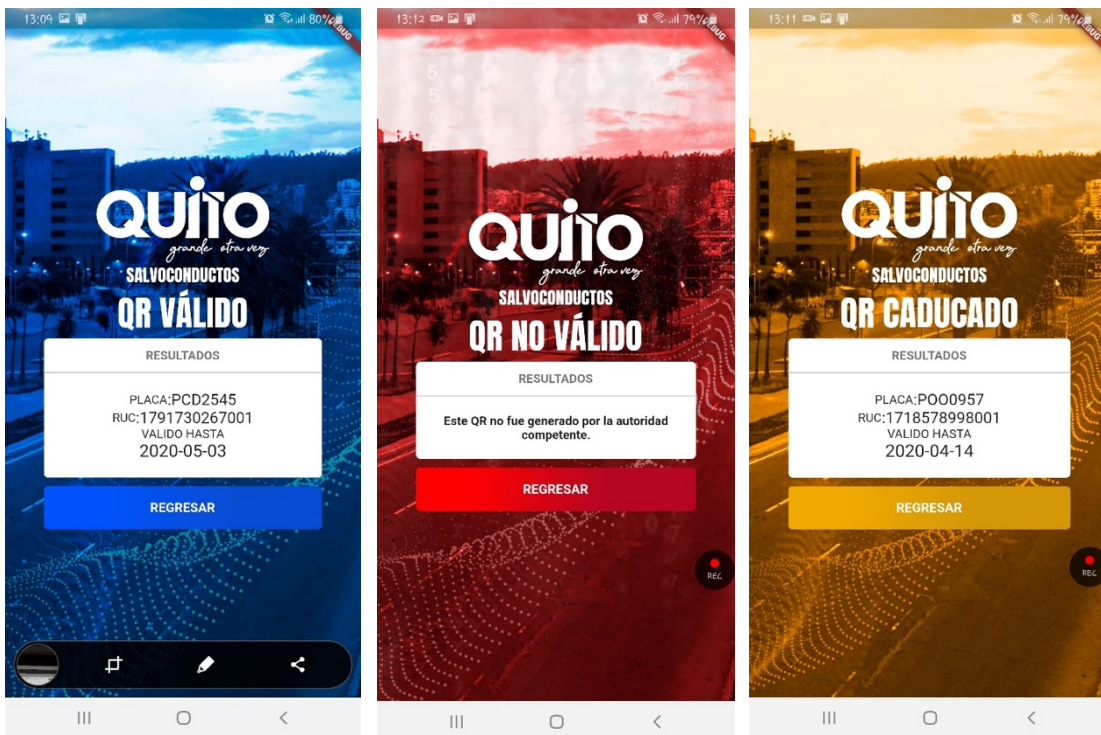 13:09
80%
DEBUG
QUITO
grande otra vez
SALVOCONDUCTOS
QR VÁLIDO
RESULTADOS
PLACA:PCD2545
RUC:1791730267001
VALIDO HASTA
2020-05-03
REGRESAR
13:12
79%
DEBUG
QUITO
grande otra vez
SALVOCONDUCTOS
QR NO VÁLIDO
RESULTADOS
Este QR no fue generado por la autoridad
competente.
REGRESAR
REC
13:11
79%
DEBUG
QUITO
grande otra vez
SALVOCONDUCTOS
QR CADUCADO
RESULTADOS
PLACA:POO0957
RUC:1718578998001
VALIDO HASTA
2020-04-14
REGRESAR
REC